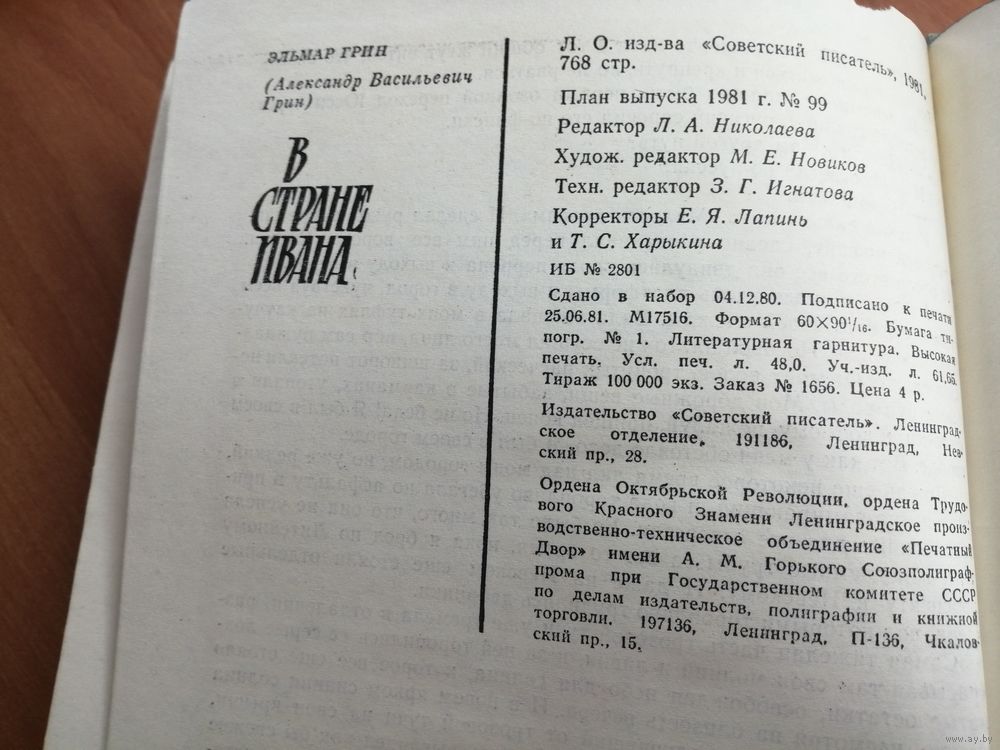 ЭЛЬМАР ГРИН
(Александр Васильевич
Грин)
В
СТРАНЕ
ИВАНА
Л. О. изд-ва «Советский писатель», 1981.
768 стр.
План выпуска 1981 г. № 99
Редактор Л. А. Николаева
Худож. редактор М. Е. Новиков
Техн. редактор З. Г. Игнатова
Корректоры Е. Я. Лапинь
и Т. С. Харыкина
ИБ № 2801
Сдано в набор 04.12.80. Подписано к печати
25.06.81. М17516. Формат 60×90¹/₁₆. Бумага ти-
погр. № 1. Литературная гарнитура. Высокая
печать. Усл. печ. л. 48,0. Уч.-изд. л. 61,65.
Тираж 100 000 экз. Заказ № 1656. Цена 4 р.
Издательство «Советский писатель». Ленинград-
ское отделение, 191186, Ленинград, Нев-
ский пр., 28.
Ордена Октябрьской Революции, ордена Трудо-
вого Красного Знамени Ленинградское произ-
водственно-техническое объединение «Печатный
Двор» имени А. М. Горького Союзполиграф-
прома при Государственном комитете СССР
по делам издательств, полиграфии и книжной
торговли. 197136, Ленинград, П-136, Чкалов-
ский пр., 15.
www.ay.by